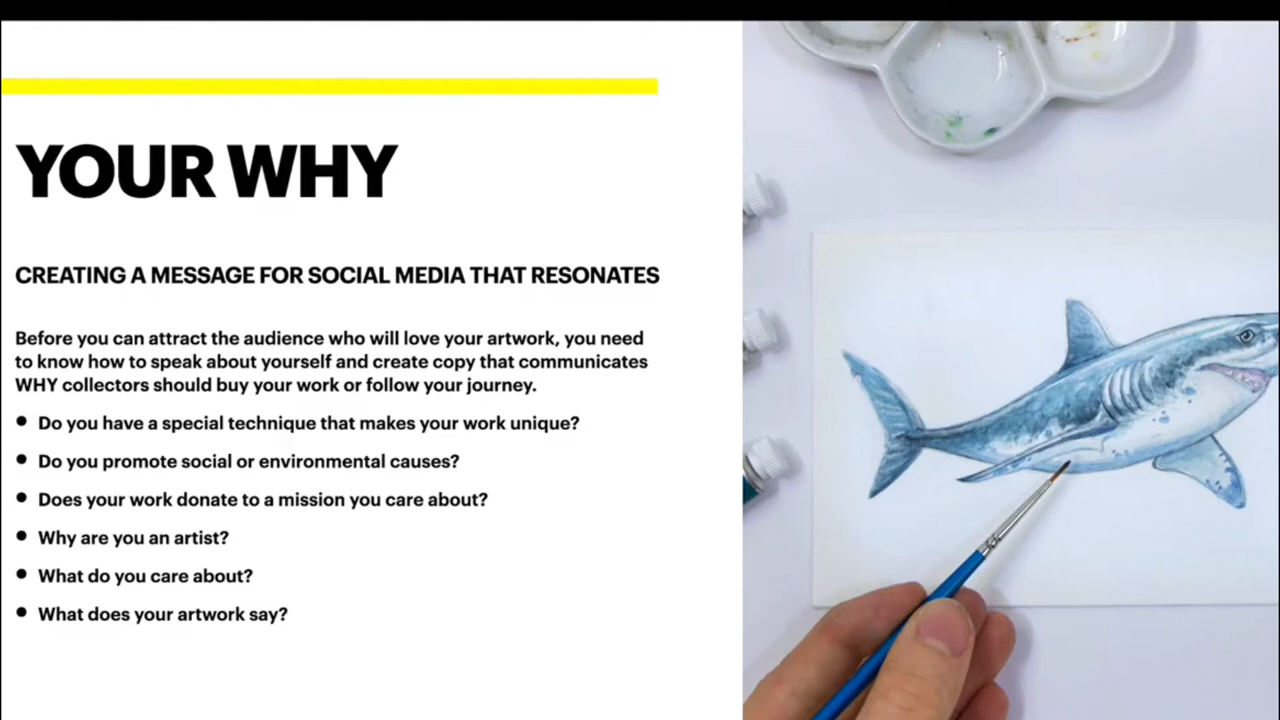 YOUR WHY
CREATING A MESSAGE FOR SOCIAL MEDIA THAT RESONATES
Before you can attract the audience who will love your artwork, you need
to know how to speak about yourself and create copy that communicates
WHY collectors should buy your work or follow your journey.
• Do you have a special technique that makes your work unique?
• Do you promote social or environmental causes?
• Does your work donate to a mission you care about?
• Why are you an artist?
• What do you care about?
• What does your artwork say?